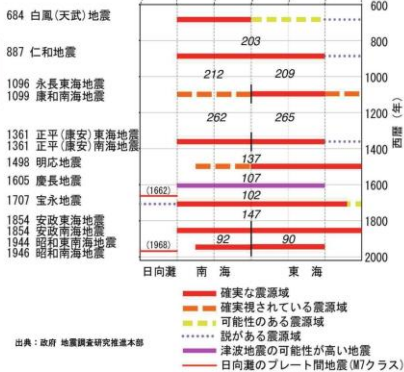 684 白鳳(天武)地震
887 仁和地震
1096 永長東海地震
1099 康和南海地震
1361 正平(康安)東海地震
1361 正平(康安)南海地震
1498 明応地震
1605 慶長地震
1707 宝永地震
1854 安政東海地震
1854 安政南海地震
1944 昭和東南海地震
1946 昭和南海地震
203
212 209
262 265
137
107
(1662)
102
147
92 90
(1968)
600
800
1000
1200
1400
1600
1800
2000
西暦(年)
日向灘 南海 東海
確実な震源域
確実視されている震源域
可能性のある震源域
説がある震源域
津波地震の可能性が高い地震
日向灘のプレート間地震(M7クラス)
出典:政府 地震調査研究推進本部